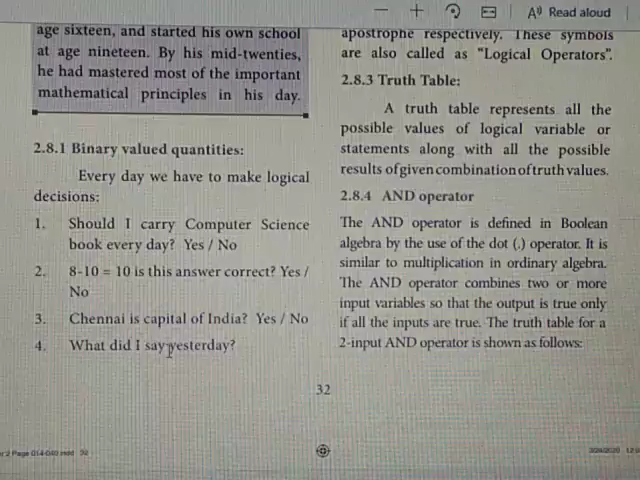 Read aloud
age sixteen, and started his own school
at age nineteen. By his mid-twenties,
he had mastered most of the important
mathematical principles in his day.
2.8.1 Binary valued quantities:
Every day we have to make logical
decisions:
1. Should I carry Computer Science
book every day? Yes / No
2. 8-10 = 10 is this answer correct? Yes /
No
3. Chennai is capital of India? Yes / No
4. What did I say yesterday?
apostrophe respectively. These symbols
are also called as "Logical Operators".
2.8.3 Truth Table:
A truth table represents all the
possible values of logical variable or
statements along with all the possible
results of given combination of truth values.
2.8.4 AND operator
The AND operator is defined in Boolean
algebra by the use of the dot (.) operator. It is
similar to multiplication in ordinary algebra.
The AND operator combines two or more
input variables so that the output is true only
if all the inputs are true. The truth table for a
2-input AND operator is shown as follows:
32